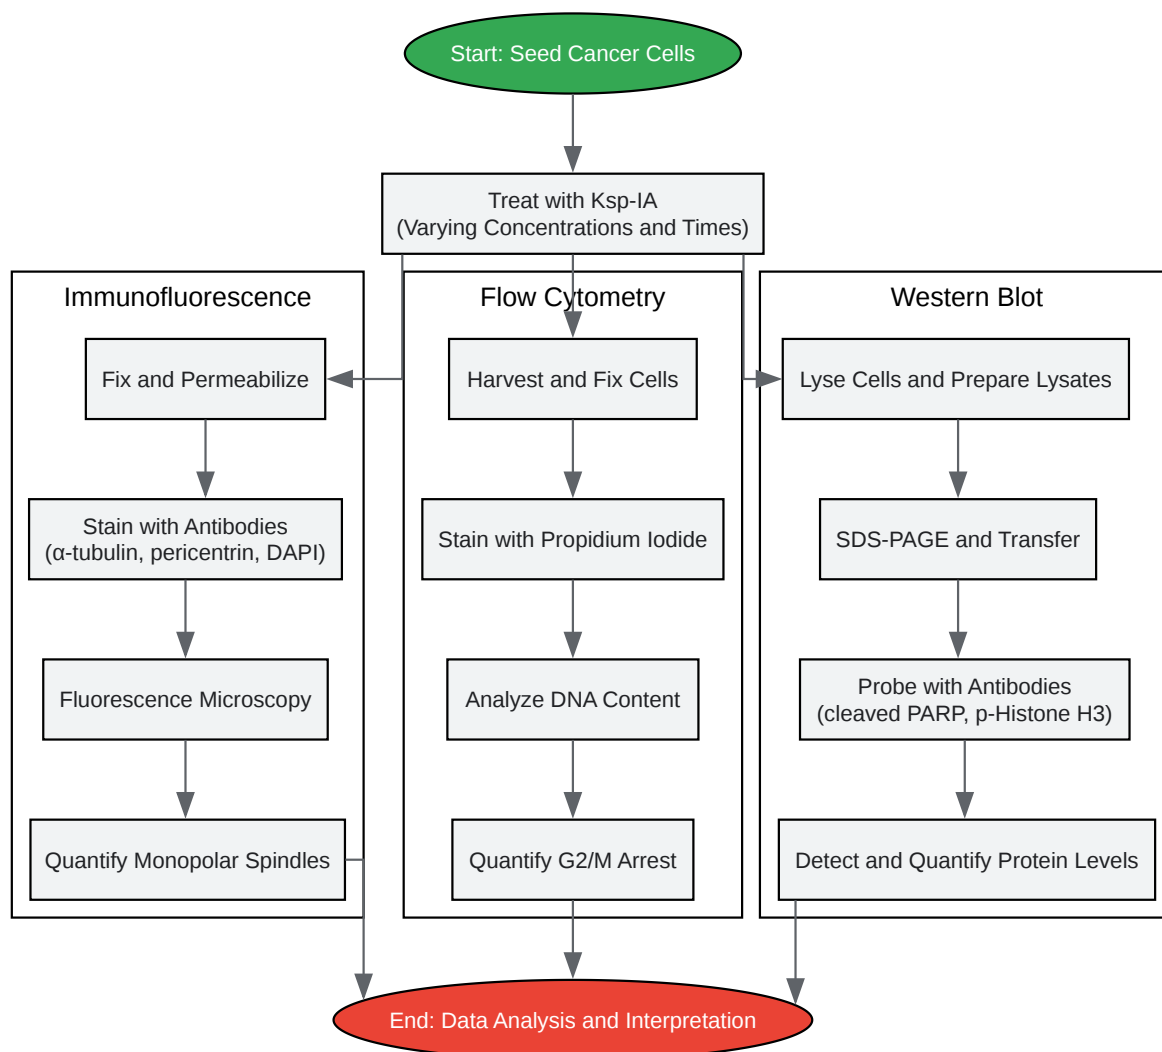 Start: Seed Cancer Cells
Treat with Ksp-IA
(Varying Concentrations and Times)
Immunofluorescence
Fix and Permeabilize
Stain with Antibodies
(α-tubulin, pericentrin, DAPI)
Fluorescence Microscopy
Quantify Monopolar Spindles
Flow Cytometry
Harvest and Fix Cells
Stain with Propidium Iodide
Analyze DNA Content
Quantify G2/M Arrest
Western Blot
Lyse Cells and Prepare Lysates
SDS-PAGE and Transfer
Probe with Antibodies
(cleaved PARP, p-Histone H3)
Detect and Quantify Protein Levels
End: Data Analysis and Interpretation